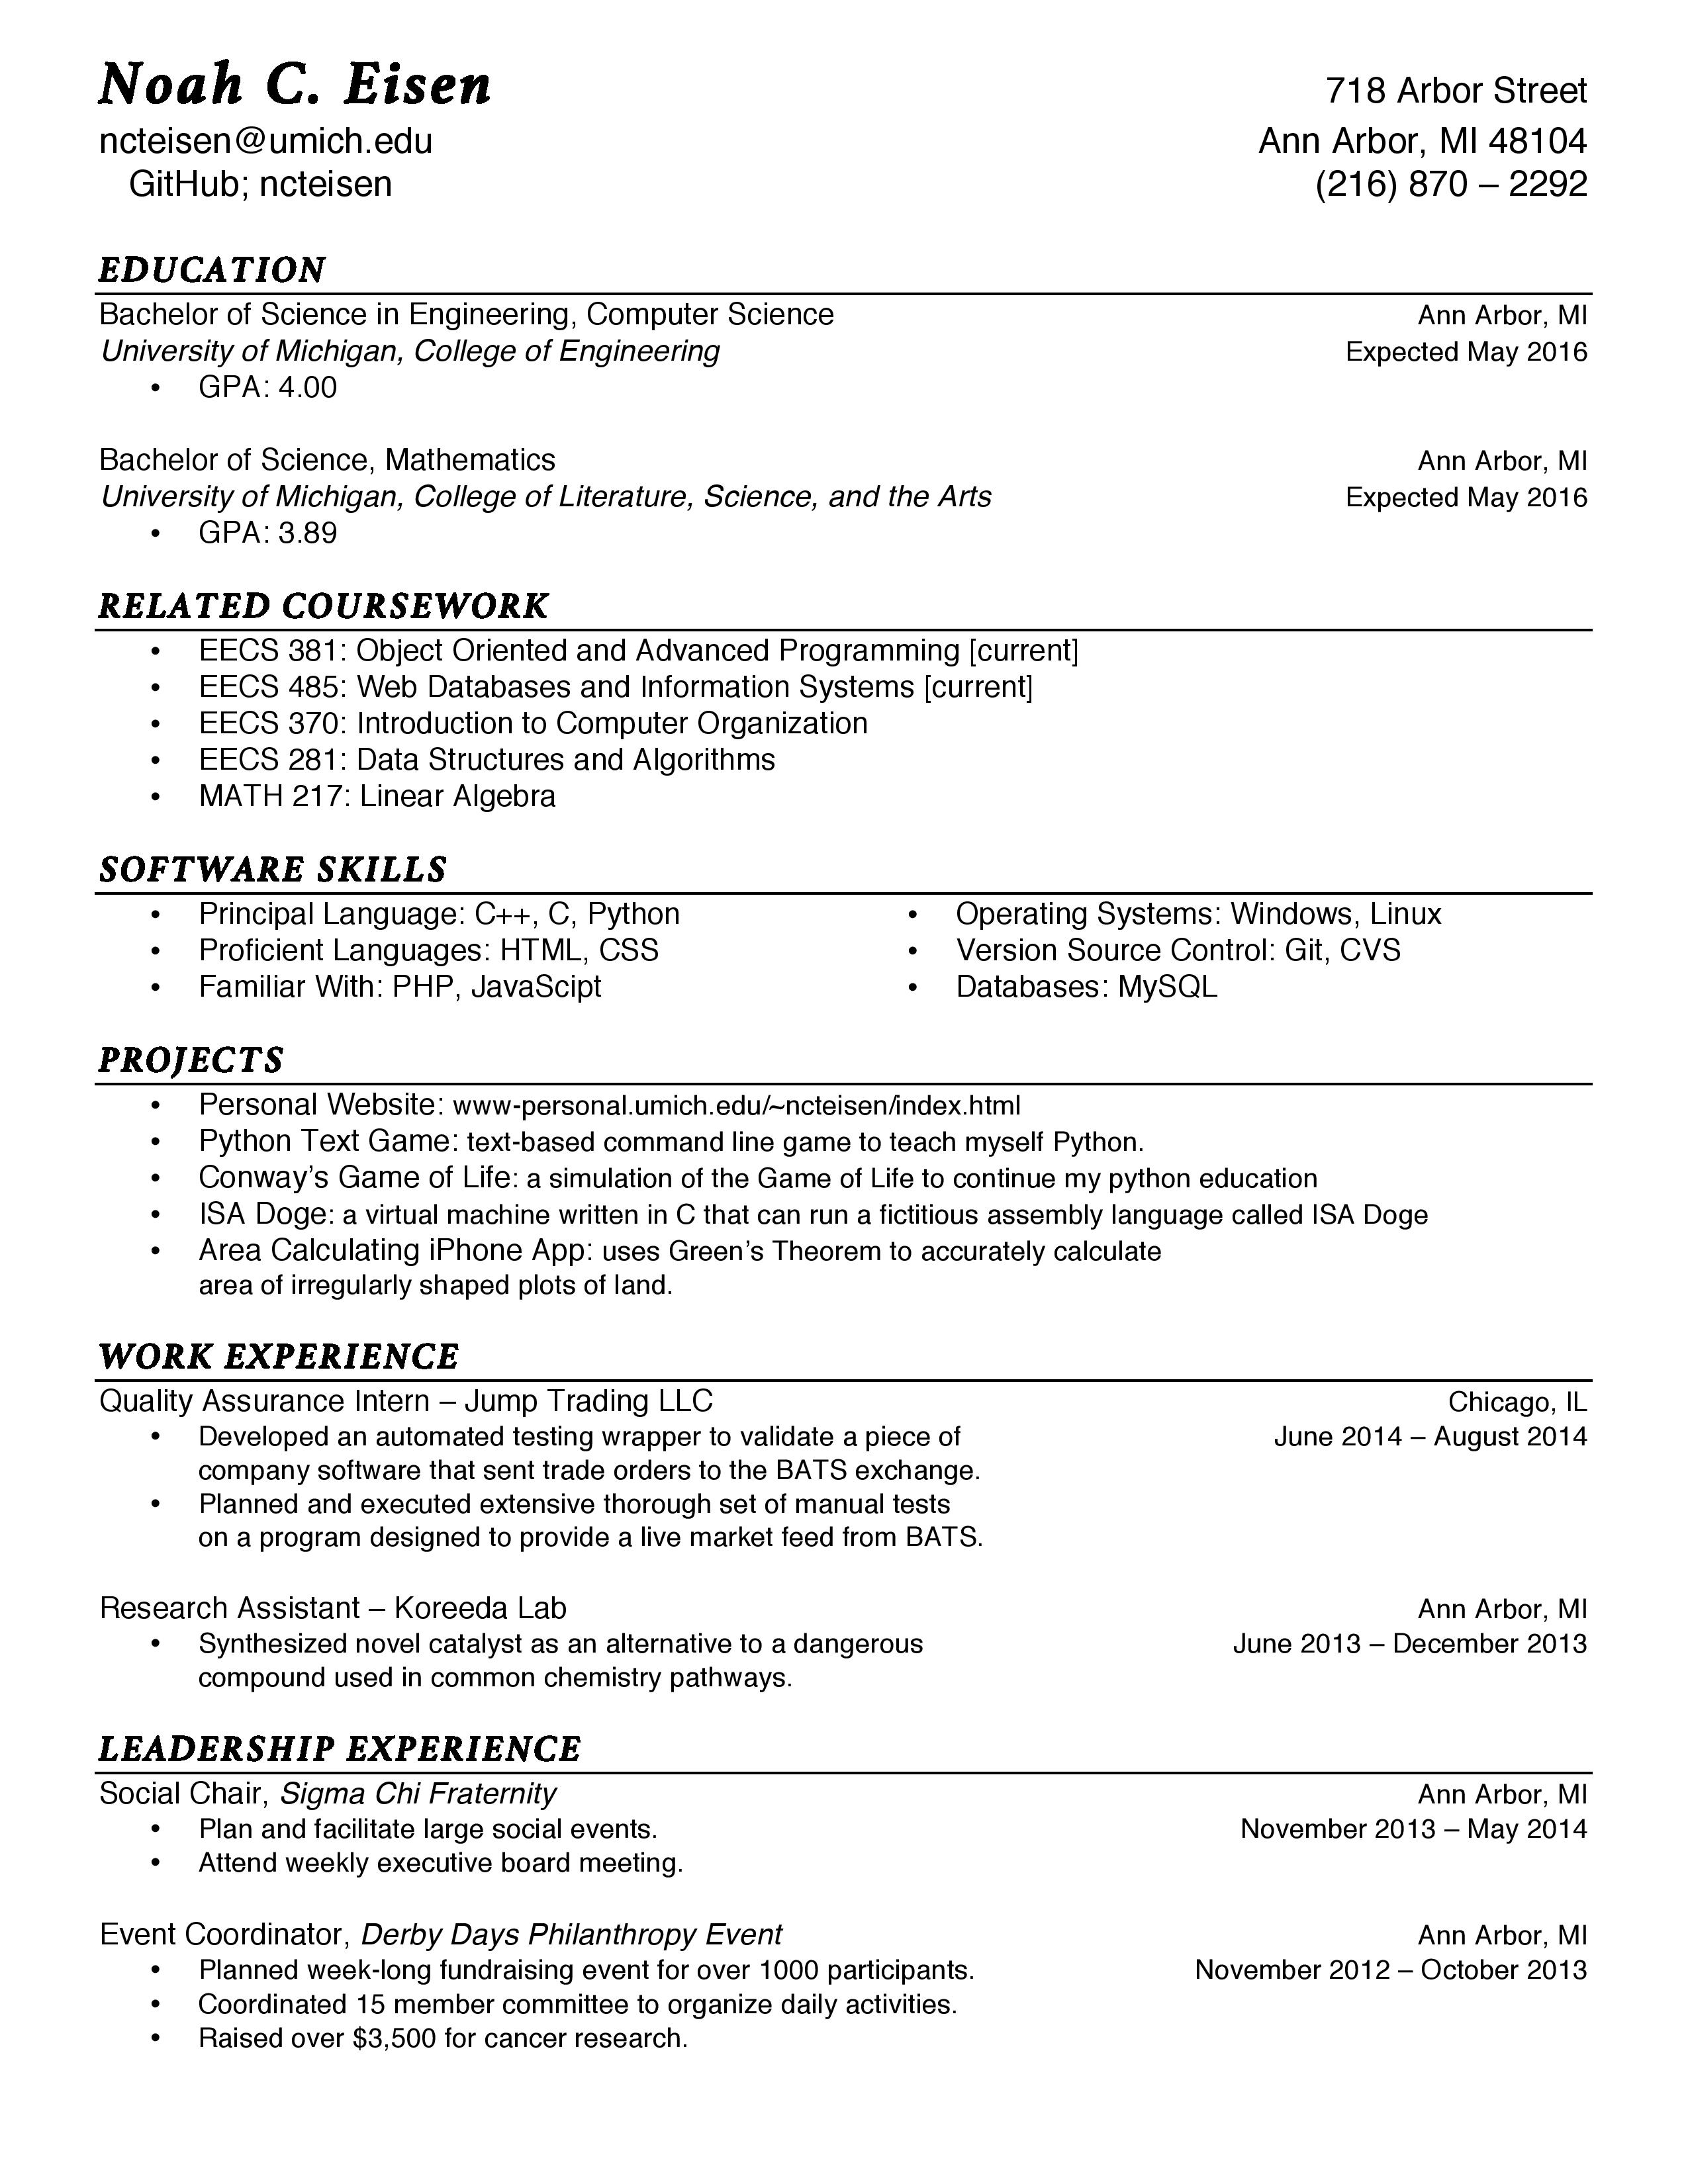 Noah C. Eisen 718 Arbor Street
ncteisen@umich.edu Ann Arbor, MI 48104
GitHub; ncteisen (216) 870 – 2292
EDUCATION
Bachelor of Science in Engineering, Computer Science Ann Arbor, MI
University of Michigan, College of Engineering Expected May 2016
• GPA: 4.00
Bachelor of Science, Mathematics Ann Arbor, MI
University of Michigan, College of Literature, Science, and the Arts Expected May 2016
• GPA: 3.89
RELATED COURSEWORK
• EECS 381: Object Oriented and Advanced Programming [current]
• EECS 485: Web Databases and Information Systems [current]
• EECS 370: Introduction to Computer Organization
• EECS 281: Data Structures and Algorithms
• MATH 217: Linear Algebra
SOFTWARE SKILLS
• Principal Language: C++, C, Python • Operating Systems: Windows, Linux
• Proficient Languages: HTML, CSS • Version Source Control: Git, CVS
• Familiar With: PHP, JavaScipt • Databases: MySQL
PROJECTS
• Personal Website: www-personal.umich.edu/~ncteisen/index.html
• Python Text Game: text-based command line game to teach myself Python.
• Conway’s Game of Life: a simulation of the Game of Life to continue my python education
• ISA Doge: a virtual machine written in C that can run a fictitious assembly language called ISA Doge
• Area Calculating iPhone App: uses Green’s Theorem to accurately calculate
area of irregularly shaped plots of land.
WORK EXPERIENCE
Quality Assurance Intern – Jump Trading LLC Chicago, IL
• Developed an automated testing wrapper to validate a piece of June 2014 – August 2014
company software that sent trade orders to the BATS exchange.
• Planned and executed extensive thorough set of manual tests
on a program designed to provide a live market feed from BATS.
Research Assistant – Koreeda Lab Ann Arbor, MI
• Synthesized novel catalyst as an alternative to a dangerous June 2013 – December 2013
compound used in common chemistry pathways.
LEADERSHIP EXPERIENCE
Social Chair, Sigma Chi Fraternity Ann Arbor, MI
• Plan and facilitate large social events. November 2013 – May 2014
• Attend weekly executive board meeting.
Event Coordinator, Derby Days Philanthropy Event Ann Arbor, MI
• Planned week-long fundraising event for over 1000 participants. November 2012 – October 2013
• Coordinated 15 member committee to organize daily activities.
• Raised over $3,500 for cancer research.